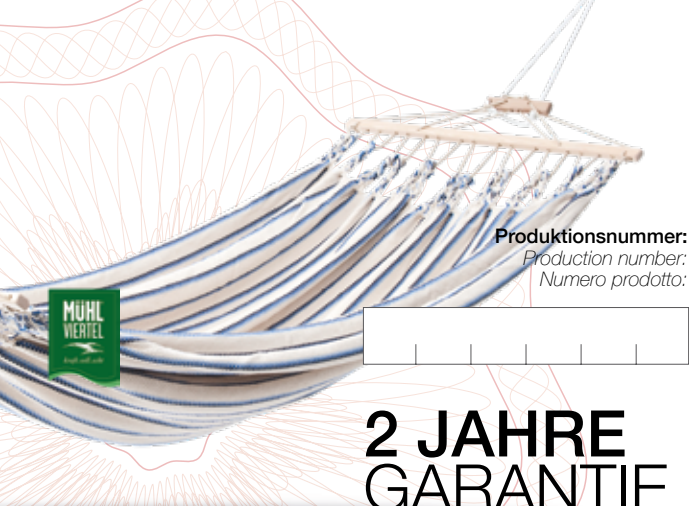 Produktionsnummer:
Production number:
Numero prodotto:
MÜHL
VIERTEL
2 JAHRE
GARANTIE